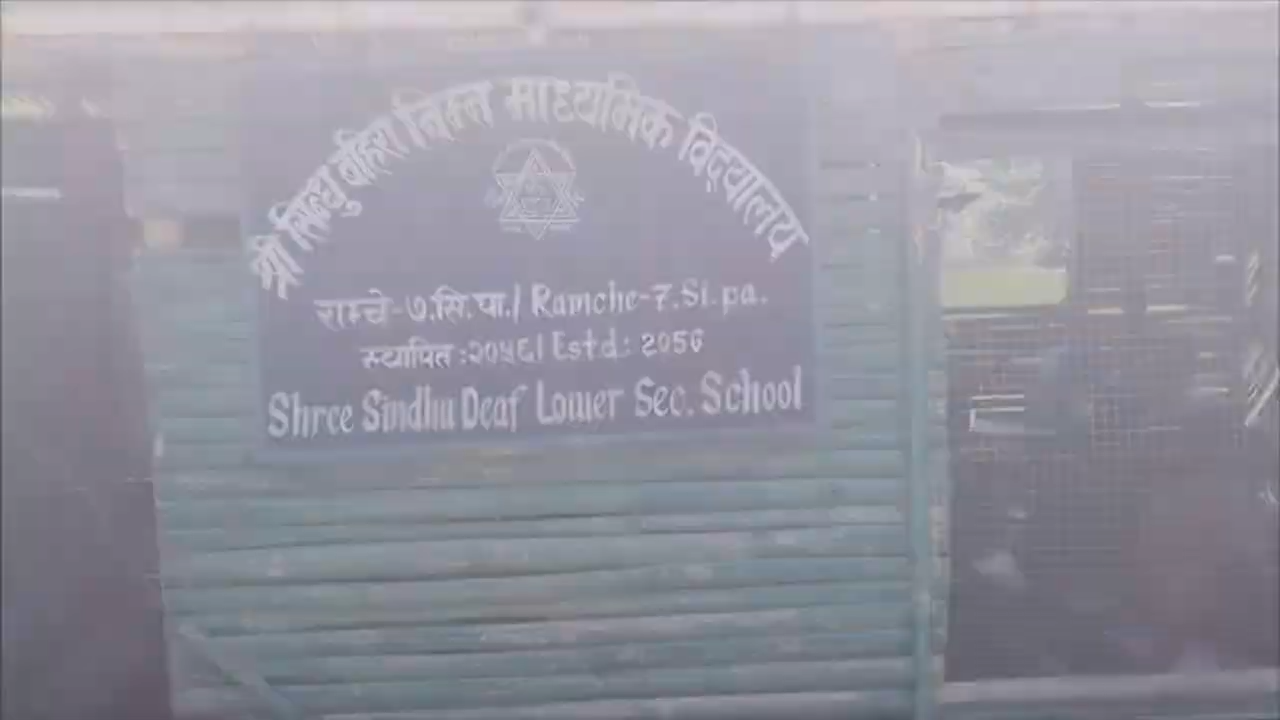 श्री सिन्धु बहिरा निम्न माध्यमिक विद्यालय
राम्चे-७.सि.पा./ Ramche-7.Si.pa.
स्थापित :२०५६। Estd: 2056
Shree Sindhu Deaf Lower Sec. School